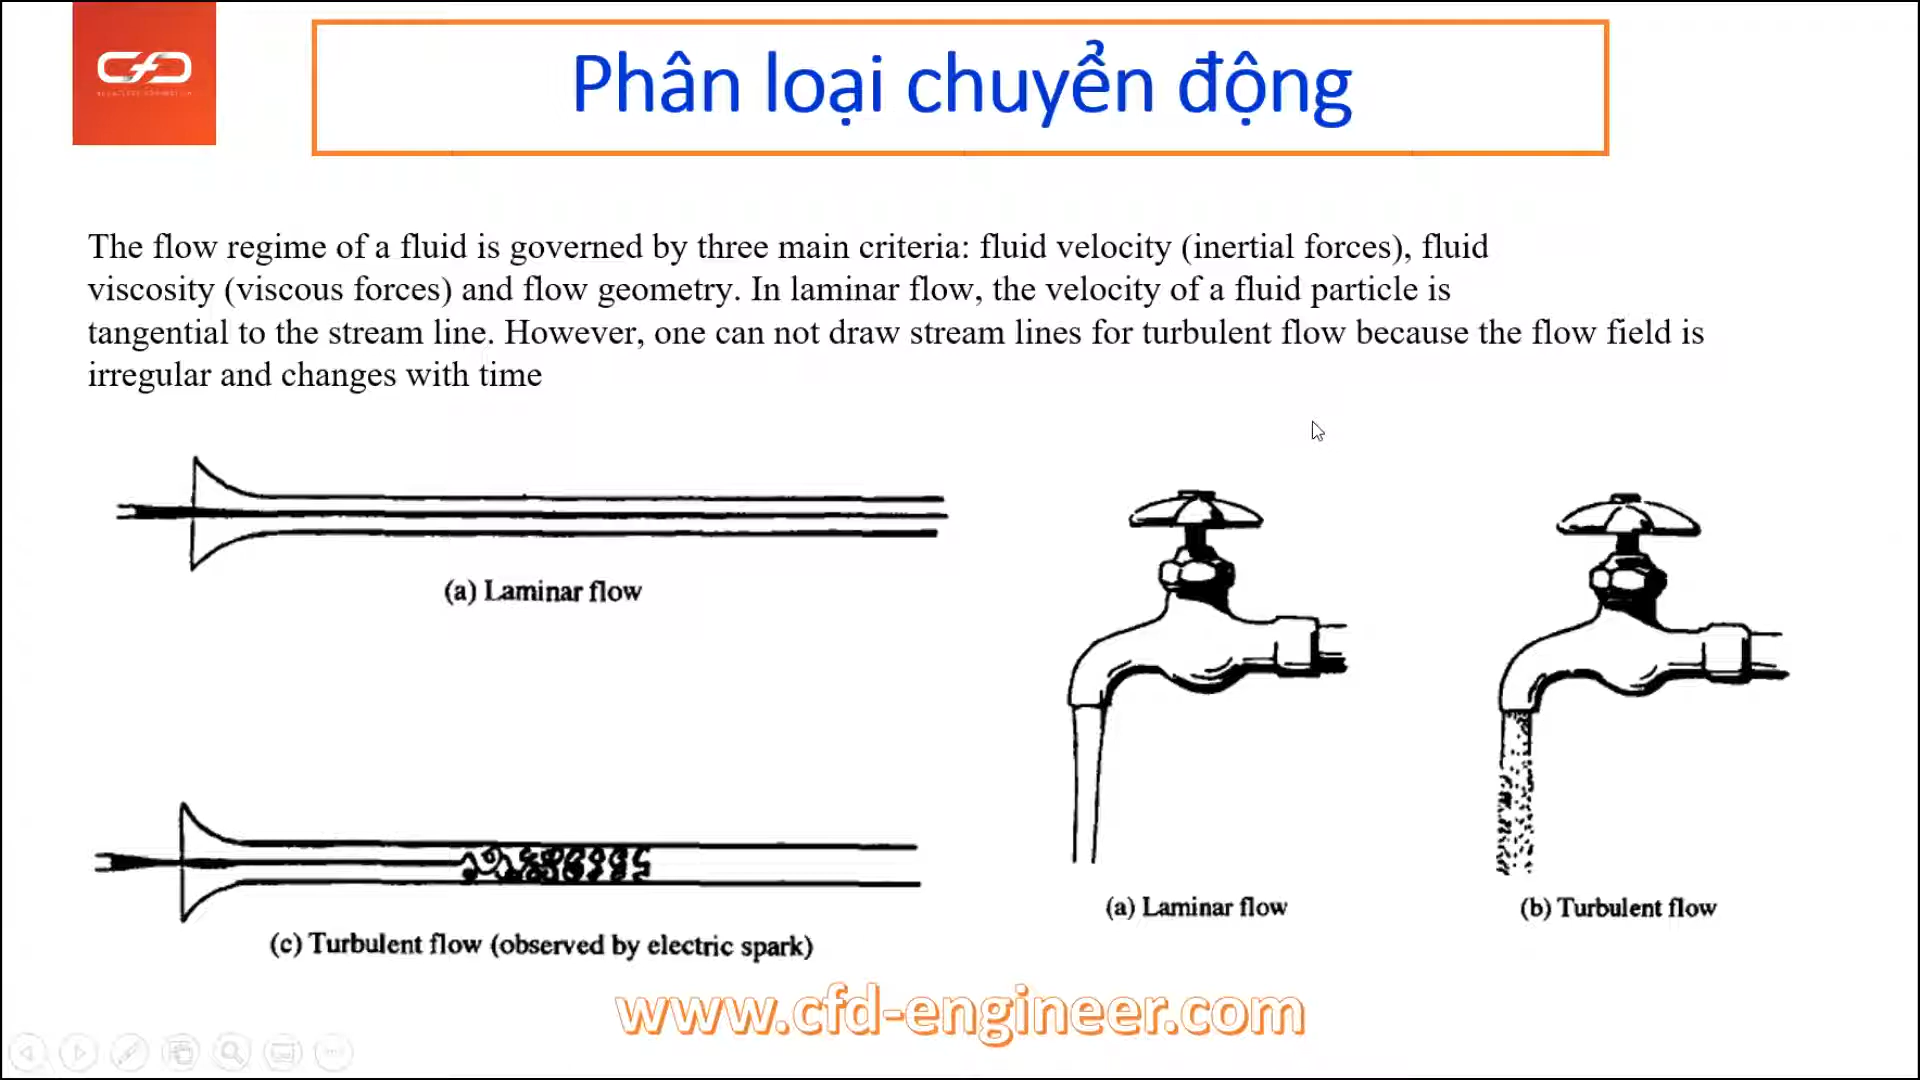 CFD
Phân loại chuyển động
The flow regime of a fluid is governed by three main criteria: fluid velocity (inertial forces), fluid
viscosity (viscous forces) and flow geometry. In laminar flow, the velocity of a fluid particle is
tangential to the stream line. However, one can not draw stream lines for turbulent flow because the flow field is
irregular and changes with time
(a) Laminar flow
(c) Turbulent flow (observed by electric spark)
(a) Laminar flow
(b) Turbulent flow
www.cfd-engineer.com